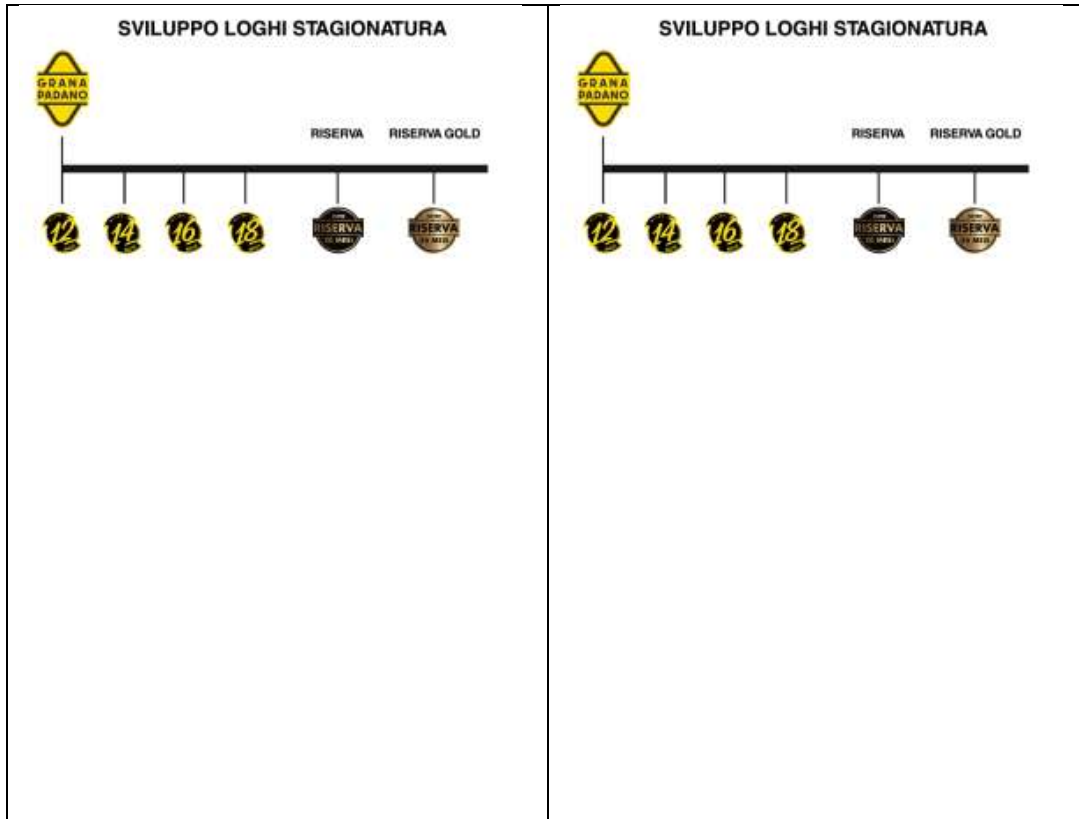 SVILUPPO LOGHI STAGIONATURA
GRANA
PADANO
RISERVA RISERVA GOLD
12 14 16 18 RISERVA RISERVA
SVILUPPO LOGHI STAGIONATURA
GRANA
PADANO
RISERVA RISERVA GOLD
12 14 16 18 RISERVA RISERVA